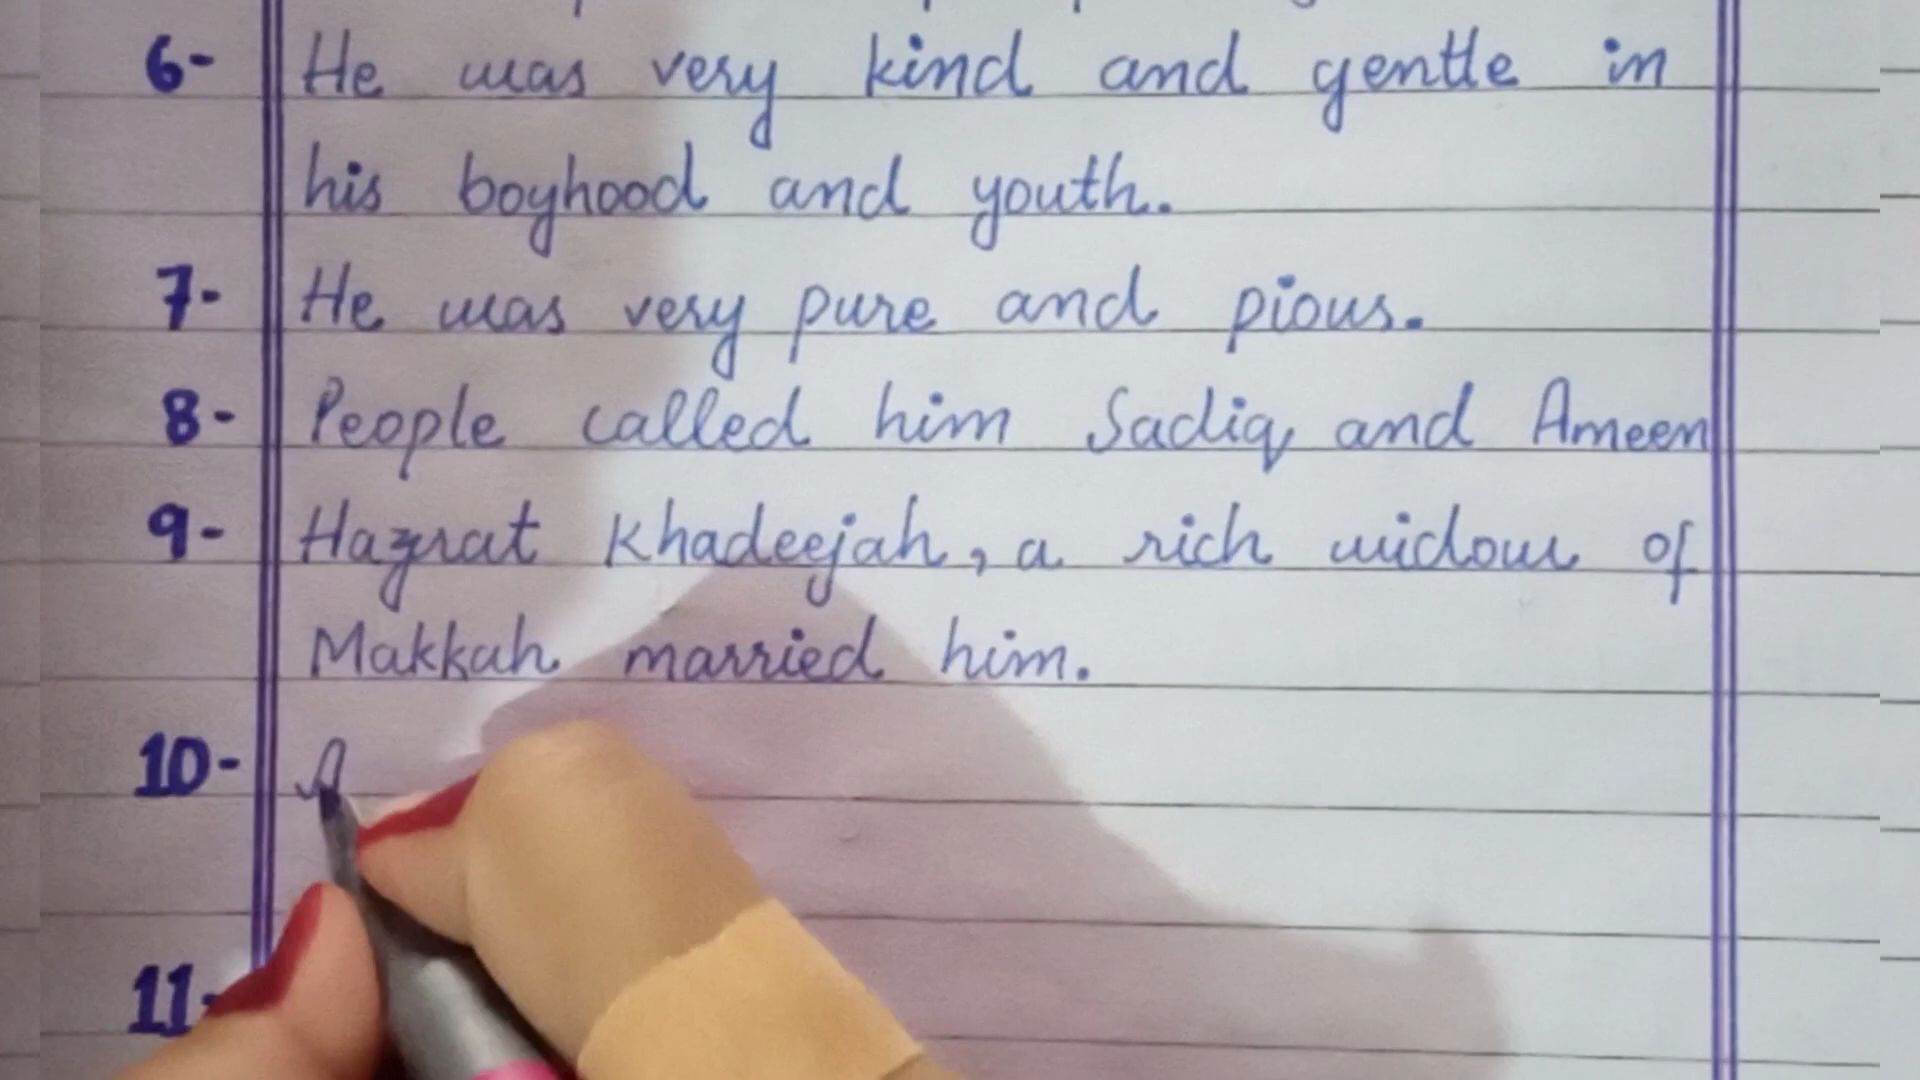 6- He was very kind and gentle in
his boyhood and youth.
7- He was very pure and pious.
8- People called him Sadiq and Ameen
9- Hazrat Khadeejah, a rich widow of
Makkah married him.
10-
11-